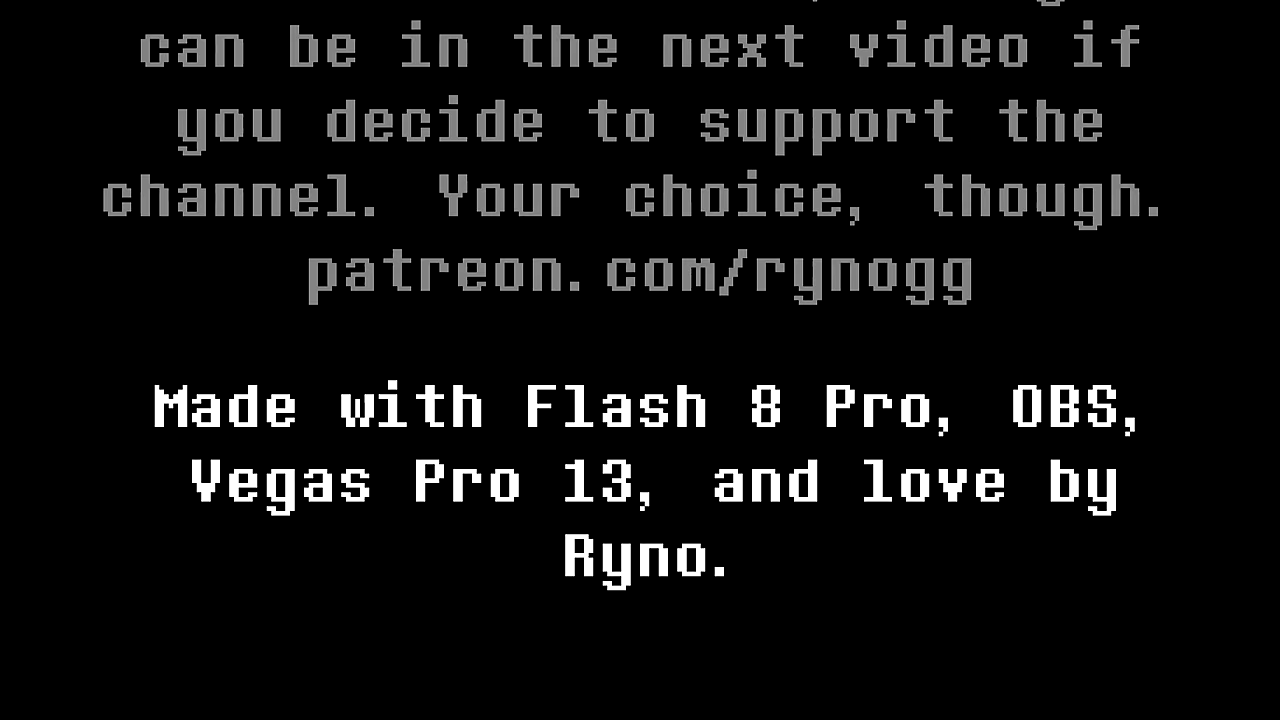 can be in the next video if
you decide to support the
channel. Your choice, though.
patreon.com/rynogg
Made with Flash 8 Pro, OBS,
Vegas Pro 13, and love by
Ryno.